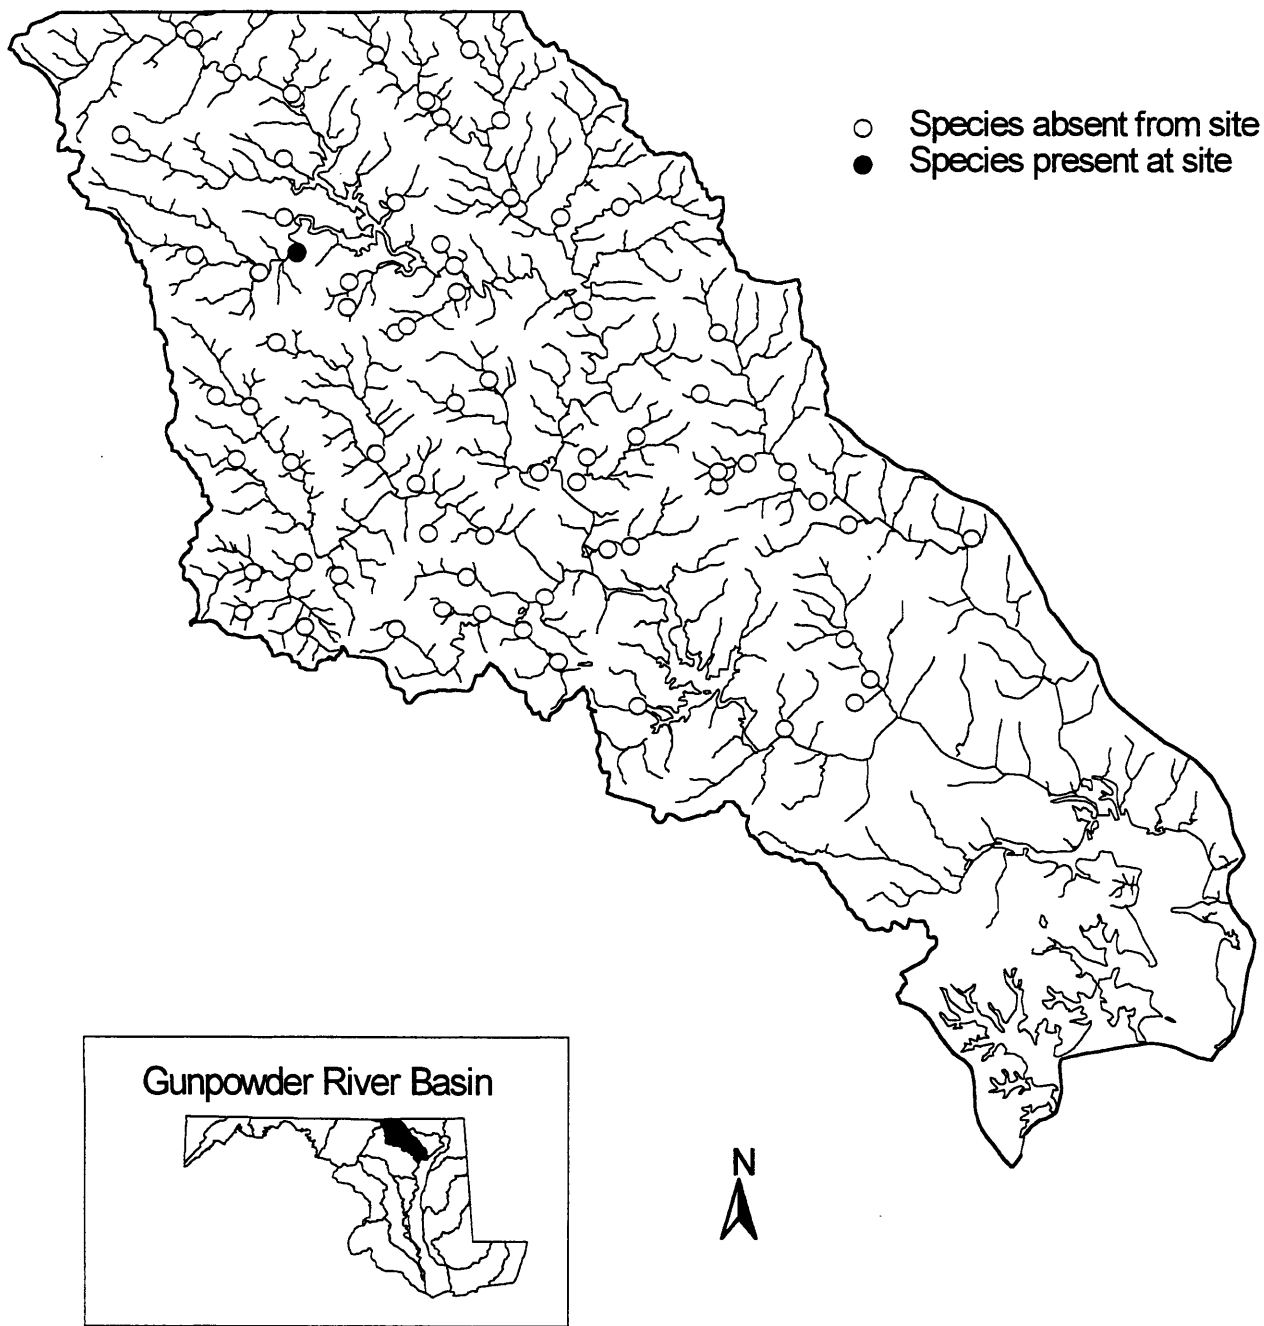 Species absent from site
Species present at site
Gunpowder River Basin
N